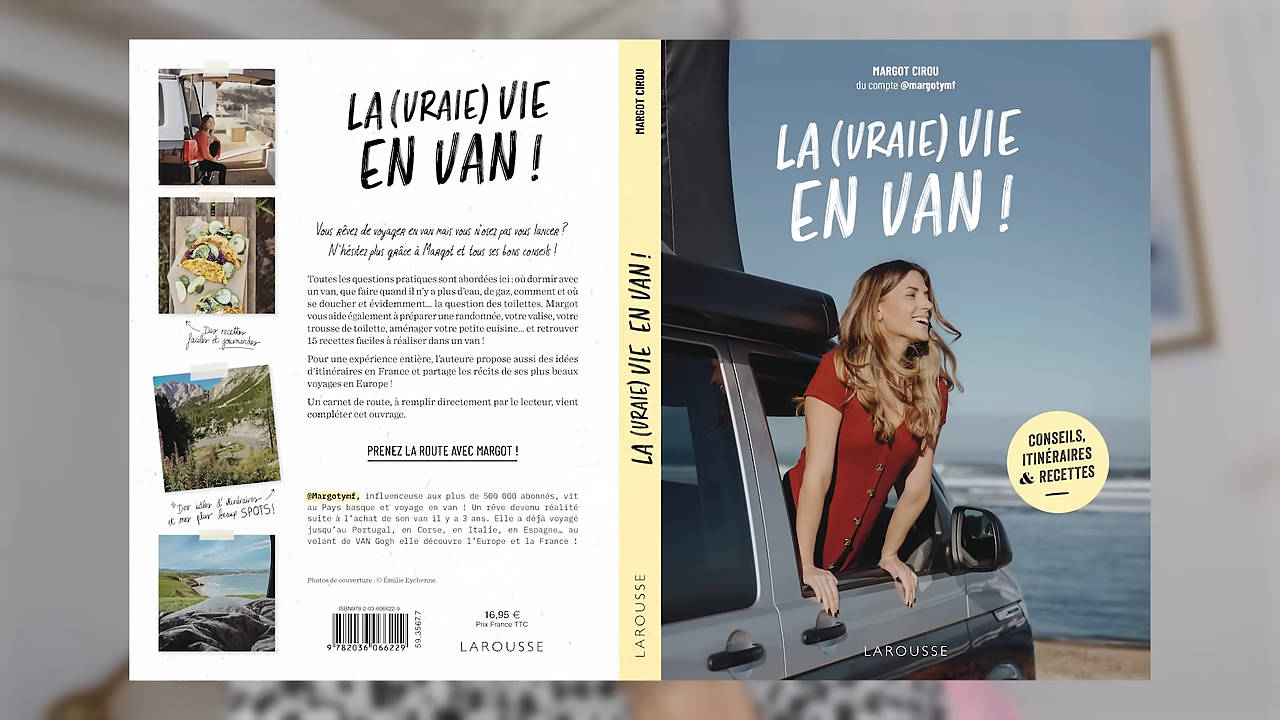 LA (VRAIE) VIE
EN VAN !
Vous rêvez de voyager en van mais vous n'osez pas vous lancer ?
N'hésitez plus grâce à Margot et tous ses bons conseils !
Toutes les questions pratiques sont abordées ici : où dormir avec
un van, que faire quand il n'y a plus d'eau, de gaz, comment et où
se doucher et évidemment... la question des toilettes. Margot
vous aide également à préparer une randonnée, votre valise, votre
trousse de toilette, aménager votre petite cuisine... et retrouver
15 recettes faciles à réaliser dans un van !
Pour une expérience entière, l'auteure propose aussi des idées
d'itinéraires en France et partage les récits de ses plus beaux
voyages en Europe !
Un carnet de route, à remplir directement par le lecteur, vient
compléter cet ouvrage.
PRENEZ LA ROUTE AVEC MARGOT !
@Margotymf, influenceuse aux plus de 500 000 abonnés, vit
au Pays basque et voyage en van ! Un rêve devenu réalité
suite à l'achat de son van il y a 3 ans. Elle a déjà voyagé
jusqu'au Portugal, en Corse, en Italie, en Espagne… au
volant de VAN Gogh elle découvre l'Europe et la France !
Photos de couverture : © Émilie Eychenne.
ISBN978-2-03-606622-9
9 782036 066229
59.3567.7
16,95 €
Prix France TTC
LAROUSSE
Des recettes
faciles et gourmandes
Des idées d'itinéraires
et mes plus beaux SPOTS !
MARGOT CIROU
LA (VRAIE) VIE EN VAN !
LAROUSSE
MARGOT CIROU
du compte @margotymf
LA (VRAIE) VIE
EN VAN !
CONSEILS,
ITINÉRAIRES
& RECETTES
LAROUSSE